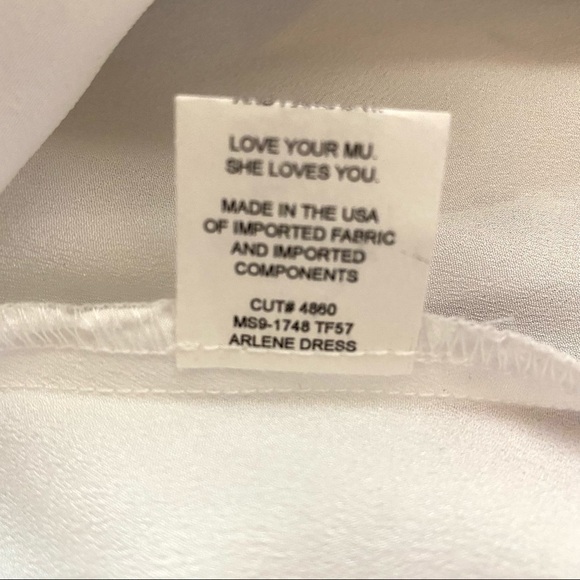 LOVE YOUR MU.
SHE LOVES YOU.
MADE IN THE USA
OF IMPORTED FABRIC
AND IMPORTED
COMPONENTS
CUT# 4860
MS9-1748 TF57
ARLENE DRESS